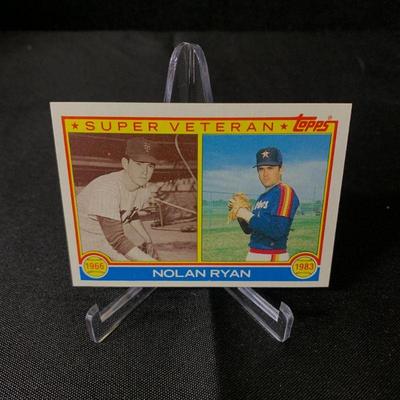 ★ SUPER VETERAN ★ Topps
1966 NOLAN RYAN 1983